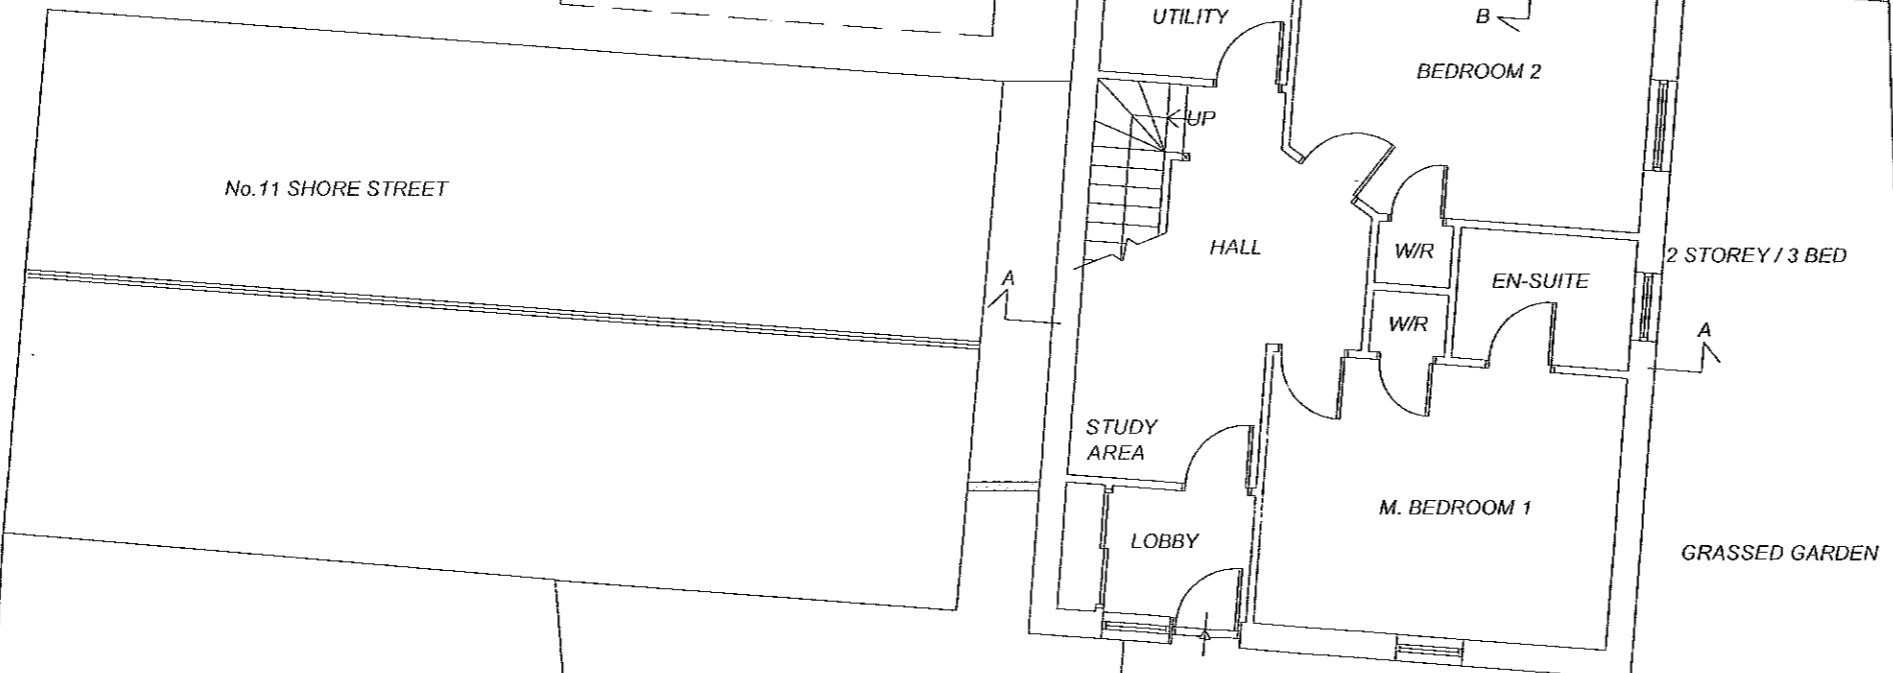 UTILITY
B
BEDROOM 2
UP
No.11 SHORE STREET
HALL
W/R
2 STOREY / 3 BED
EN-SUITE
A
W/R
A
STUDY
AREA
M. BEDROOM 1
LOBBY
GRASSED GARDEN